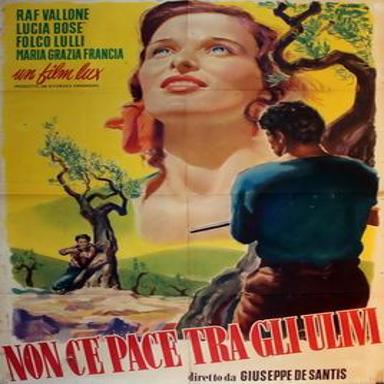 RAF VALLONE
LUCIA BOSE'
FOLCO LULLI
MARIA GRAZIA FRANCIA
un film lux
NON CE PACE TRA GLI ULIVI
diretto da GIUSEPPE DE SANTIS